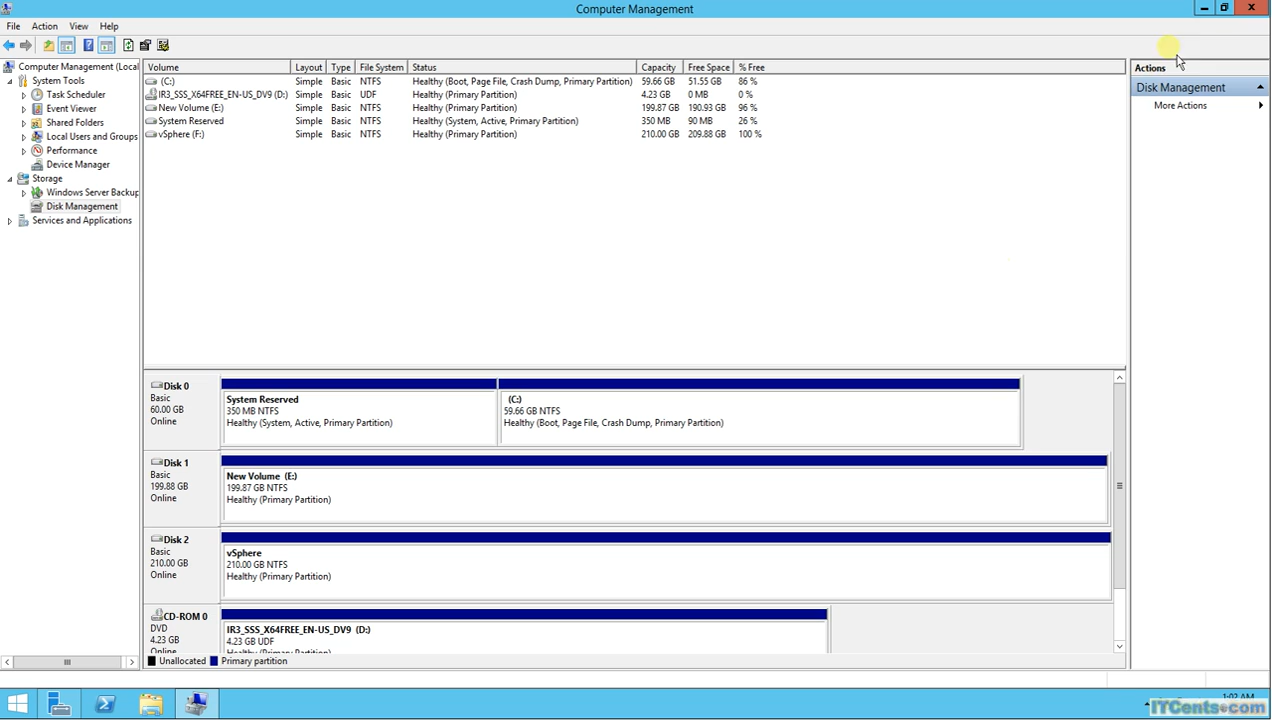 Computer Management
File Action View Help
Computer Management (Local
System Tools
Task Scheduler
Event Viewer
Shared Folders
Local Users and Groups
Performance
Device Manager
Storage
Windows Server Backup
Disk Management
Services and Applications
Volume Layout Type File System Status Capacity Free Space % Free
(C:) Simple Basic NTFS Healthy (Boot, Page File, Crash Dump, Primary Partition) 59.66 GB 51.55 GB 86 %
IR3_SSS_X64FREE_EN-US_DV9 (D:) Simple Basic UDF Healthy (Primary Partition) 4.23 GB 0 MB 0 %
New Volume (E:) Simple Basic NTFS Healthy (Primary Partition) 199.87 GB 190.93 GB 96 %
System Reserved Simple Basic NTFS Healthy (System, Active, Primary Partition) 350 MB 90 MB 26 %
vSphere (F:) Simple Basic NTFS Healthy (Primary Partition) 210.00 GB 209.88 GB 100 %
Actions
Disk Management
More Actions
Disk 0
Basic
60.00 GB
Online
System Reserved
350 MB NTFS
Healthy (System, Active, Primary Partition)
(C:)
59.66 GB NTFS
Healthy (Boot, Page File, Crash Dump, Primary Partition)
Disk 1
Basic
199.88 GB
Online
New Volume (E:)
199.87 GB NTFS
Healthy (Primary Partition)
Disk 2
Basic
210.00 GB
Online
vSphere
210.00 GB NTFS
Healthy (Primary Partition)
CD-ROM 0
DVD
4.23 GB
Online
IR3_SSS_X64FREE_EN-US_DV9 (D:)
4.23 GB UDF
Healthy (Primary Partition)
Unallocated Primary partition
1:02 AM
ITCents.com